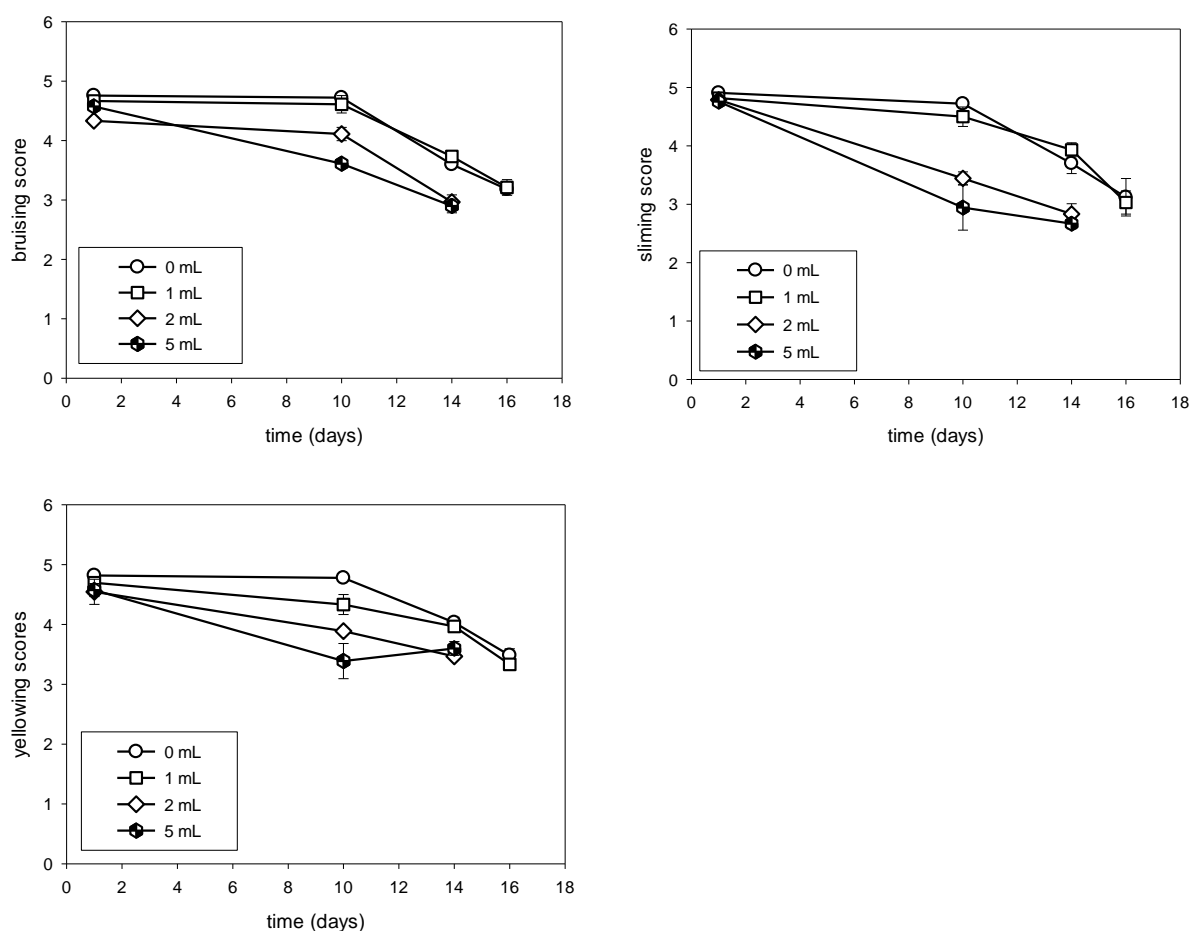 6
5
4
3
2
1
0
bruising score
0 2 4 6 8 10 12 14 16 18
time (days)
0 mL
1 mL
2 mL
5 mL
6
5
4
3
2
1
0
sliming score
0 2 4 6 8 10 12 14 16 18
time (days)
0 mL
1 mL
2 mL
5 mL
6
5
4
3
2
1
0
yellowing scores
0 2 4 6 8 10 12 14 16 18
time (days)
0 mL
1 mL
2 mL
5 mL